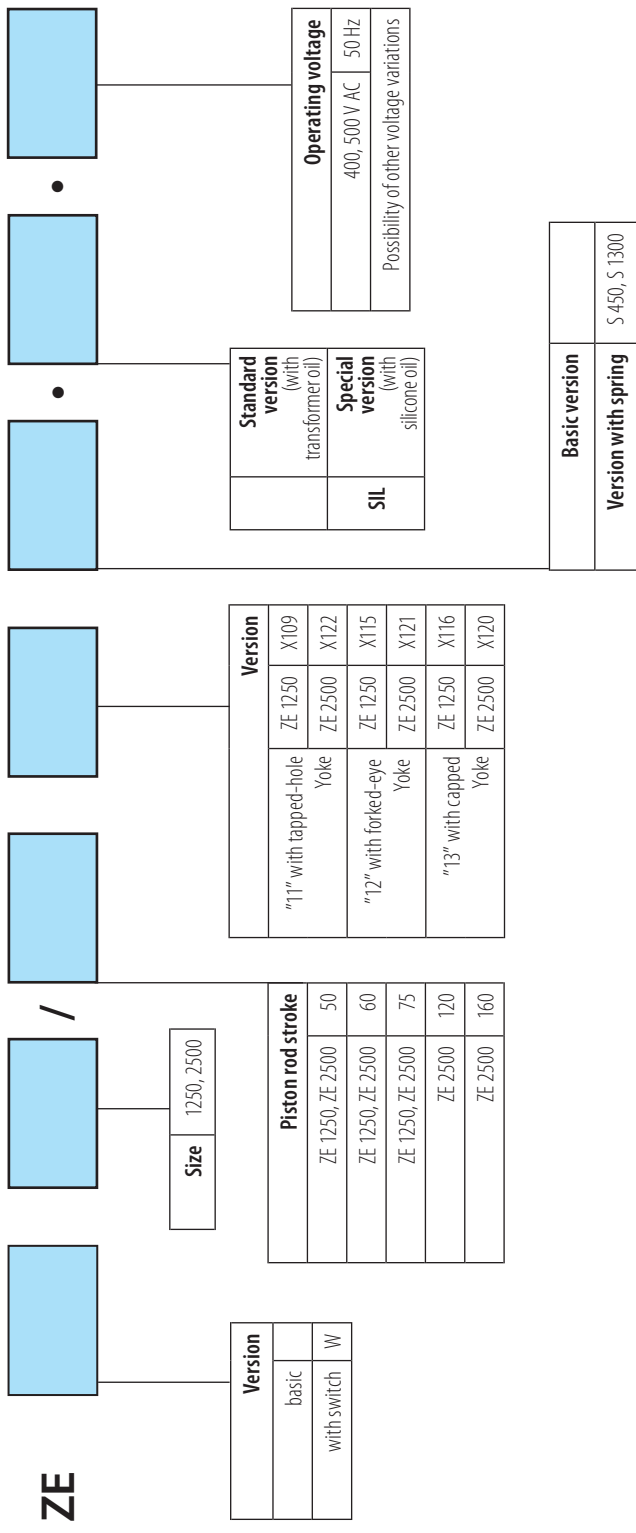 ZE / • •
Version
basic
with switch W
Size 1250, 2500
Piston rod stroke
ZE 1250, ZE 2500 50
ZE 1250, ZE 2500 60
ZE 1250, ZE 2500 75
ZE 2500 120
ZE 2500 160
Version
"11" with tapped-hole
Yoke
ZE 1250 X109
ZE 2500 X122
"12" with forked-eye
Yoke
ZE 1250 X115
ZE 2500 X121
"13" with capped
Yoke
ZE 1250 X116
ZE 2500 X120
Basic version
Version with spring S 450, S 1300
Standard
version
(with
transformer oil)
SIL
Special
version
(with
silicone oil)
Operating voltage
400, 500 V AC 50 Hz
Possibility of other voltage variations